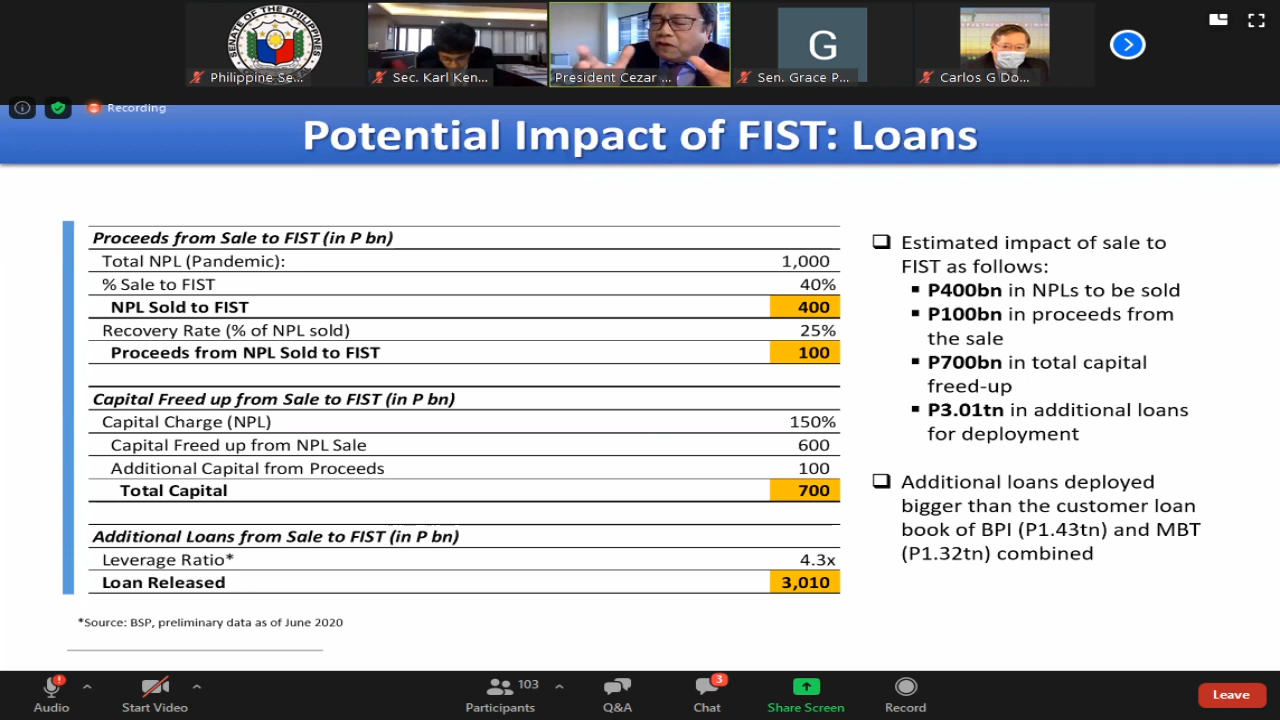 SENATE OF THE PHILIPPINES
G
Philippine Se...
Sec. Karl Ken...
President Cezar ...
Sen. Grace P...
Carlos G Do...
Recording
Potential Impact of FIST: Loans
Proceeds from Sale to FIST (in P bn)
Total NPL (Pandemic): 1,000
% Sale to FIST 40%
NPL Sold to FIST 400
Recovery Rate (% of NPL sold) 25%
Proceeds from NPL Sold to FIST 100
Capital Freed up from Sale to FIST (in P bn)
Capital Charge (NPL) 150%
Capital Freed up from NPL Sale 600
Additional Capital from Proceeds 100
Total Capital 700
Additional Loans from Sale to FIST (in P bn)
Leverage Ratio* 4.3x
Loan Released 3,010
*Source: BSP, preliminary data as of June 2020
❑ Estimated impact of sale to
FIST as follows:
▪ P400bn in NPLs to be sold
▪ P100bn in proceeds from
the sale
▪ P700bn in total capital
freed-up
▪ P3.01tn in additional loans
for deployment
❑ Additional loans deployed
bigger than the customer loan
book of BPI (P1.43tn) and MBT
(P1.32tn) combined
Audio
Start Video
103
Participants
Q&A
3
Chat
Share Screen
Record
Leave